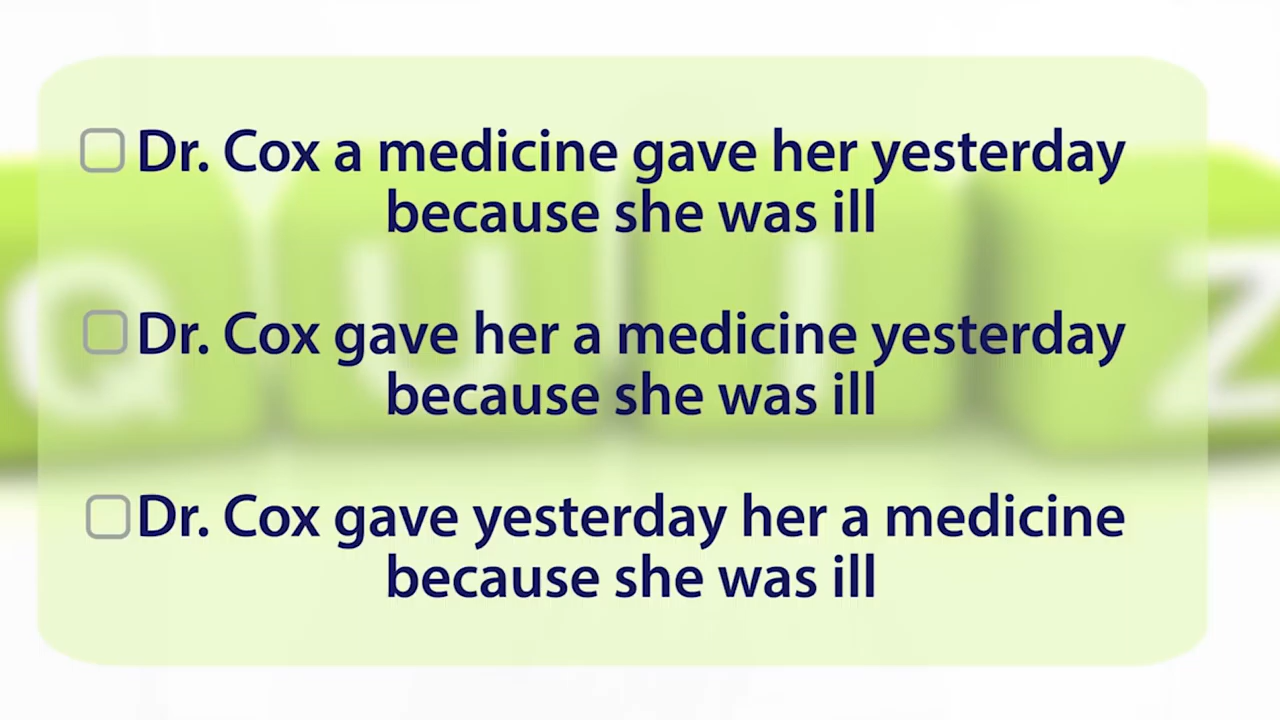 Dr. Cox a medicine gave her yesterday
because she was ill
Dr. Cox gave her a medicine yesterday
because she was ill
Dr. Cox gave yesterday her a medicine
because she was ill
QUIZ